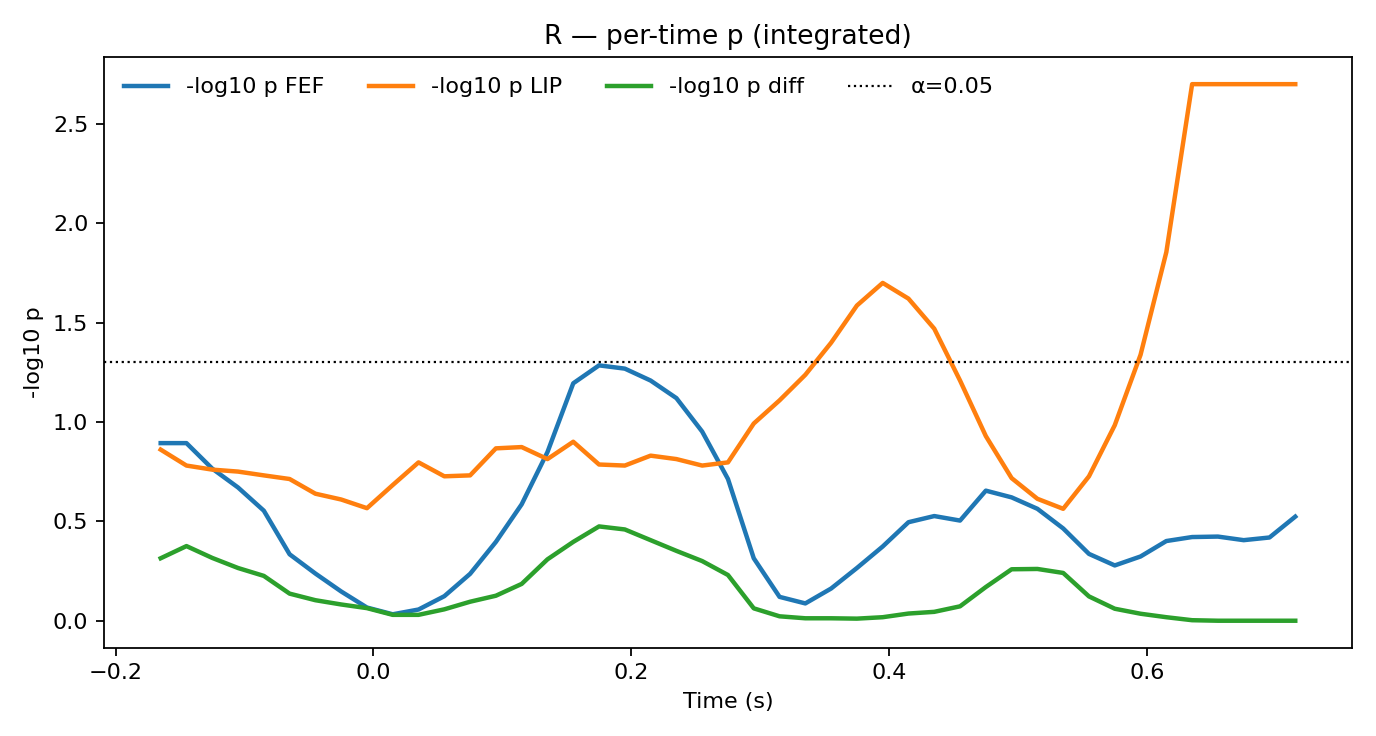 R — per-time p (integrated)
-log10 p FEF
-log10 p LIP
-log10 p diff
α=0.05
-log10 p
2.5
2.0
1.5
1.0
0.5
0.0
−0.2
0.0
0.2
0.4
0.6
Time (s)